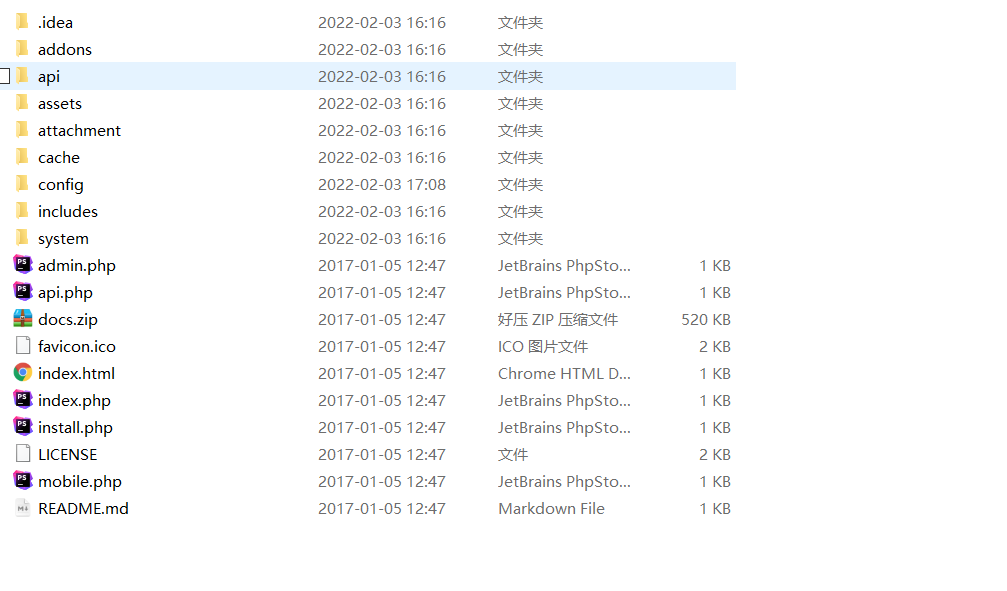 .idea 2022-02-03 16:16 文件夹
addons 2022-02-03 16:16 文件夹
api 2022-02-03 16:16 文件夹
assets 2022-02-03 16:16 文件夹
attachment 2022-02-03 16:16 文件夹
cache 2022-02-03 16:16 文件夹
config 2022-02-03 17:08 文件夹
includes 2022-02-03 16:16 文件夹
system 2022-02-03 16:16 文件夹
admin.php 2017-01-05 12:47 JetBrains PhpSto... 1 KB
api.php 2017-01-05 12:47 JetBrains PhpSto... 1 KB
docs.zip 2017-01-05 12:47 好压 ZIP 压缩文件 520 KB
favicon.ico 2017-01-05 12:47 ICO 图片文件 2 KB
index.html 2017-01-05 12:47 Chrome HTML D... 1 KB
index.php 2017-01-05 12:47 JetBrains PhpSto... 1 KB
install.php 2017-01-05 12:47 JetBrains PhpSto... 1 KB
LICENSE 2017-01-05 12:47 文件 2 KB
mobile.php 2017-01-05 12:47 JetBrains PhpSto... 1 KB
README.md 2017-01-05 12:47 Markdown File 1 KB